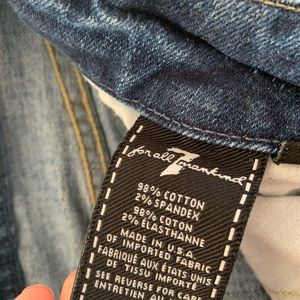 7
for all mankind
98% COTTON
2% SPANDEX
98% COTON
2% ÉLASTHANNE
MADE IN U.S.A.
OF IMPORTED FABRIC
FABRIQUÉ AUX ÉTATS UNIS
DE TISSU IMPORTÉ
SEE REVERSE FOR CARE
ENTRETIEN AU